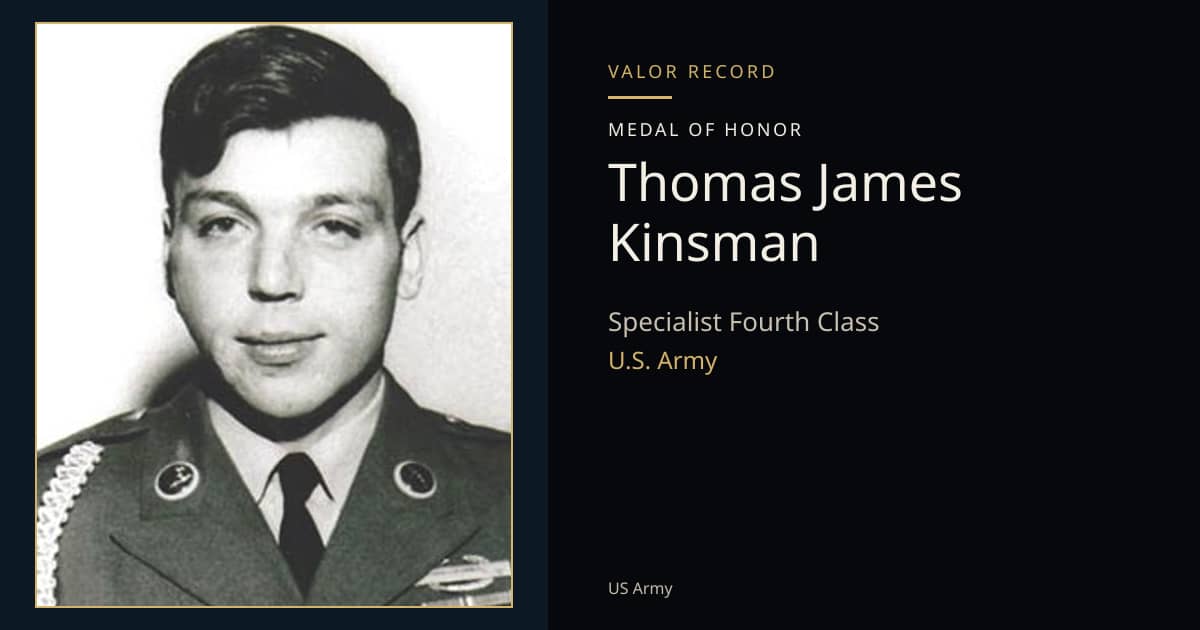 VALOR RECORD
MEDAL OF HONOR
Thomas James
Kinsman
Specialist Fourth Class
U.S. Army
US Army